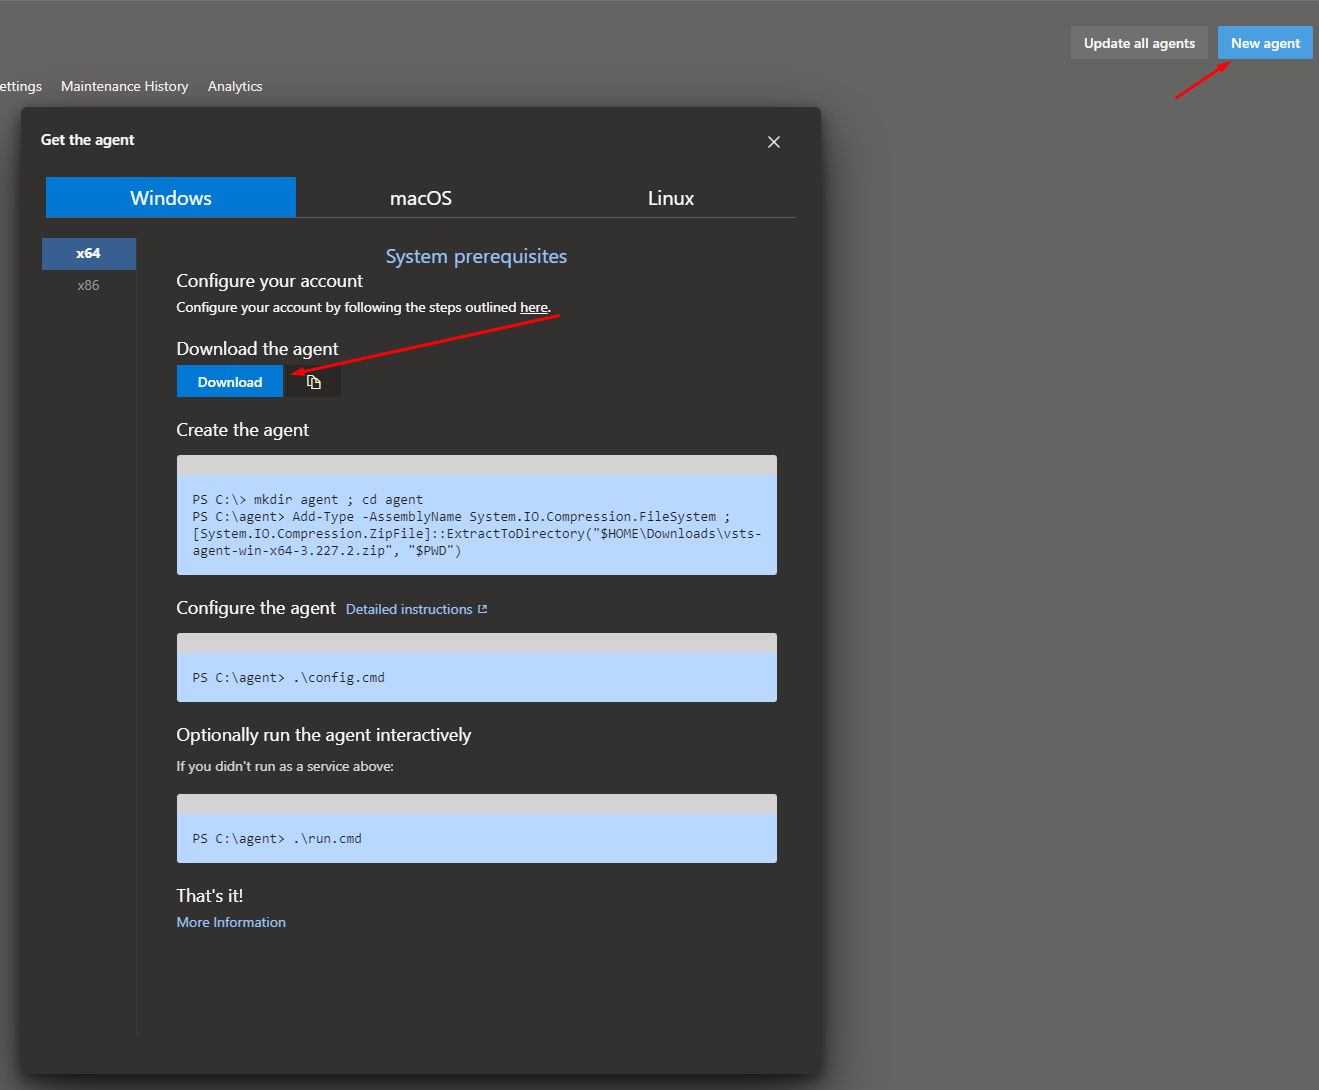 Update all agents
New agent
ettings
Maintenance History
Analytics
Get the agent
Windows
macOS
Linux
x64
x86
System prerequisites
Configure your account
Configure your account by following the steps outlined here.
Download the agent
Download
Create the agent
PS C:\> mkdir agent ; cd agent
PS C:\agent> Add-Type -AssemblyName System.IO.Compression.FileSystem ;
[System.IO.Compression.ZipFile]::ExtractToDirectory("$HOME\Downloads\vsts-
agent-win-x64-3.227.2.zip", "$PWD")
Configure the agent
Detailed instructions
PS C:\agent> .\config.cmd
Optionally run the agent interactively
If you didn't run as a service above:
PS C:\agent> .\run.cmd
That's it!
More Information